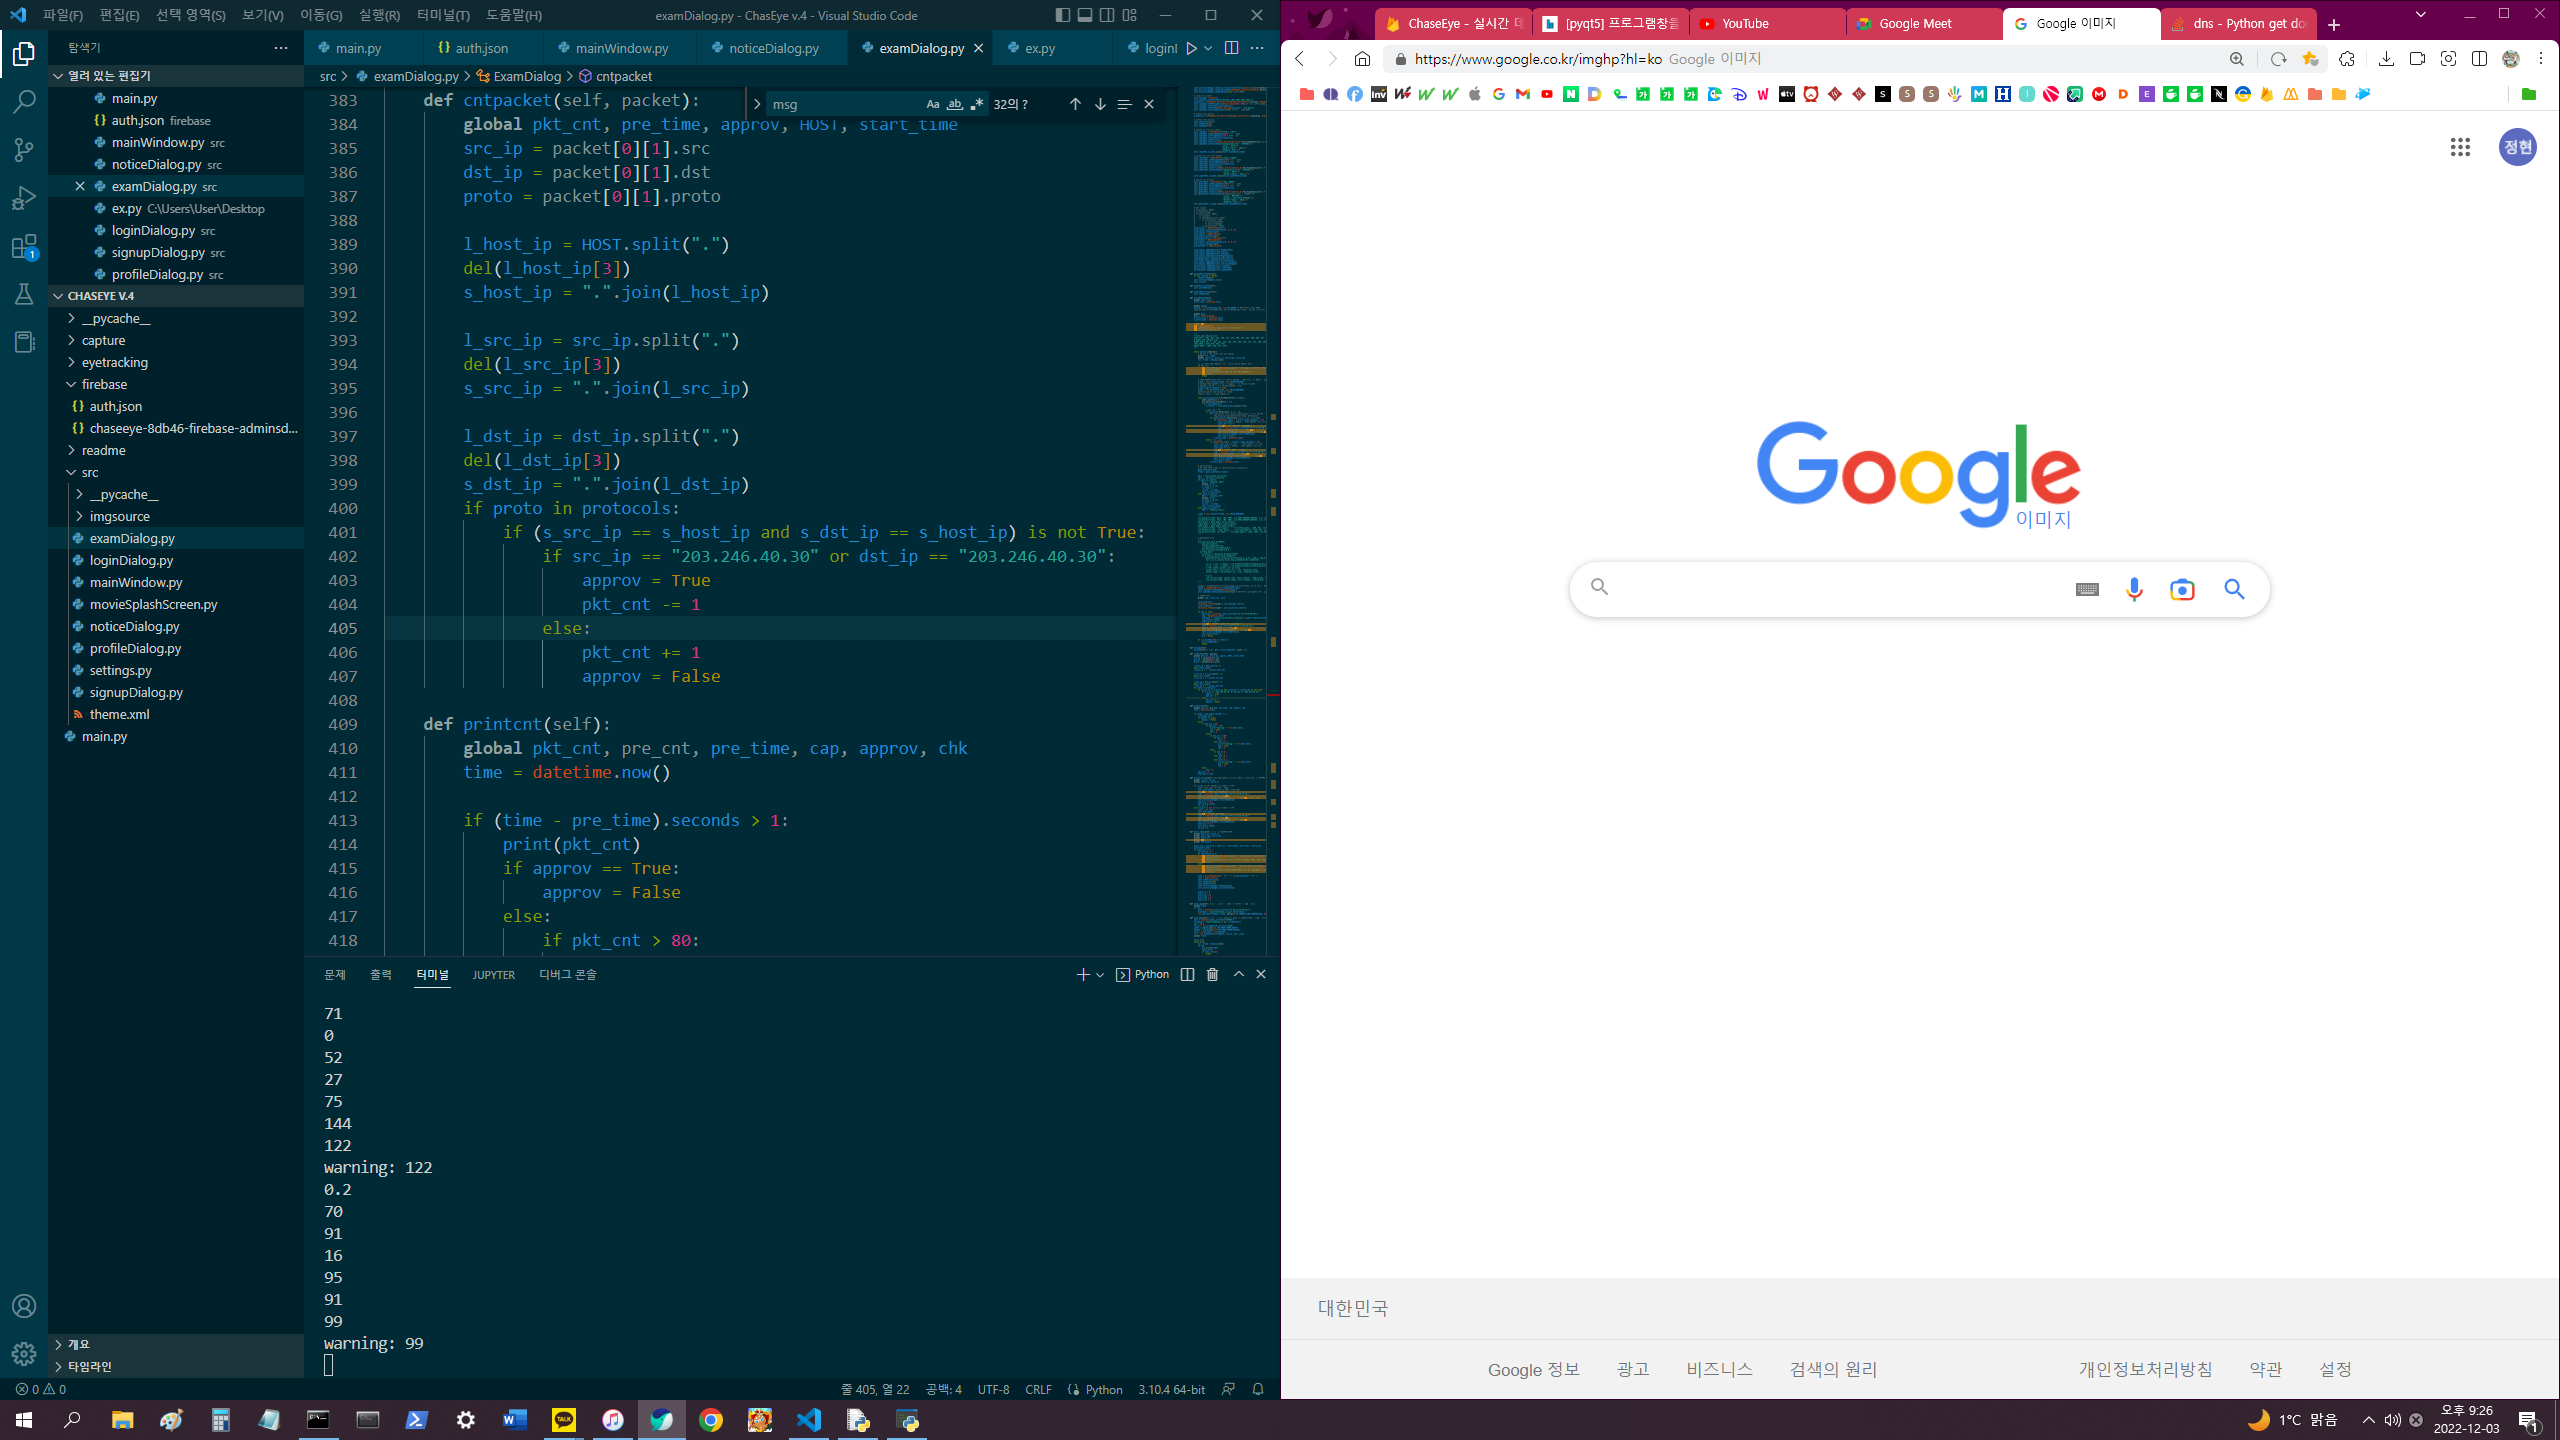 파일(F) 편집(E) 선택 영역(S) 보기(V) 이동(G) 실행(R) 터미널(T) 도움말(H)
examDialog.py - ChasEye v.4 - Visual Studio Code
탐색기
열려 있는 편집기
main.py
auth.json firebase
mainWindow.py src
noticeDialog.py src
examDialog.py src
ex.py C:\Users\User\Desktop
loginDialog.py src
signupDialog.py src
profileDialog.py src
CHASEYE V.4
__pycache__
capture
eyetracking
firebase
auth.json
chaseeye-8db46-firebase-adminsd...
readme
src
__pycache__
imgsource
examDialog.py
loginDialog.py
mainWindow.py
movieSplashScreen.py
noticeDialog.py
profileDialog.py
settings.py
signupDialog.py
theme.xml
main.py
개요
타임라인
1
main.py auth.json mainWindow.py noticeDialog.py examDialog.py ex.py loginI
src > examDialog.py > ExamDialog > cntpacket
msg Aa ab 32의 ?
383 def cntpacket(self, packet):
384 global pkt_cnt, pre_time, approv, HOST, start_time
385 src_ip = packet[0][1].src
386 dst_ip = packet[0][1].dst
387 proto = packet[0][1].proto
388
389 l_host_ip = HOST.split(".")
390 del(l_host_ip[3])
391 s_host_ip = ".".join(l_host_ip)
392
393 l_src_ip = src_ip.split(".")
394 del(l_src_ip[3])
395 s_src_ip = ".".join(l_src_ip)
396
397 l_dst_ip = dst_ip.split(".")
398 del(l_dst_ip[3])
399 s_dst_ip = ".".join(l_dst_ip)
400 if proto in protocols:
401 if (s_src_ip == s_host_ip and s_dst_ip == s_host_ip) is not True:
402 if src_ip == "203.246.40.30" or dst_ip == "203.246.40.30":
403 approv = True
404 pkt_cnt -= 1
405 else:
406 pkt_cnt += 1
407 approv = False
408
409 def printcnt(self):
410 global pkt_cnt, pre_cnt, pre_time, cap, approv, chk
411 time = datetime.now()
412
413 if (time - pre_time).seconds > 1:
414 print(pkt_cnt)
415 if approv == True:
416 approv = False
417 else:
418 if pkt_cnt > 80:
문제 출력 터미널 JUPYTER 디버그 콘솔
Python
71
0
52
27
75
144
122
warning: 122
0.2
70
91
16
95
91
99
warning: 99
0 0
줄 405, 열 22 공백: 4 UTF-8 CRLF Python 3.10.4 64-bit
ChaseEye - 실시간 데 [pyqt5] 프로그램창들 YouTube Google Meet Google 이미지 dns - Python get do
https://www.google.co.kr/imghp?hl=ko Google 이미지
정현
Google
이미지
대한민국
Google 정보 광고 비즈니스 검색의 원리 개인정보처리방침 약관 설정
TALK
1°C 맑음
오후 9:26
2022-12-03
1